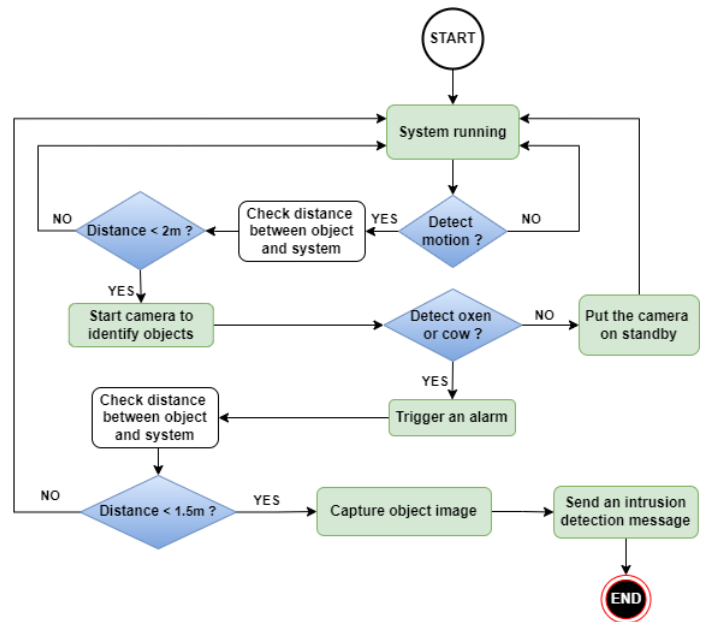 START
System running
NO
Distance < 2m ?
Check distance
between object
and system
YES
Detect
motion ?
NO
YES
Start camera to
identify objects
Detect oxen
or cow ?
NO
Put the camera
on standby
YES
Check distance
between object
and system
Trigger an alarm
NO
Distance < 1.5m ?
YES
Capture object image
Send an intrusion
detection message
END